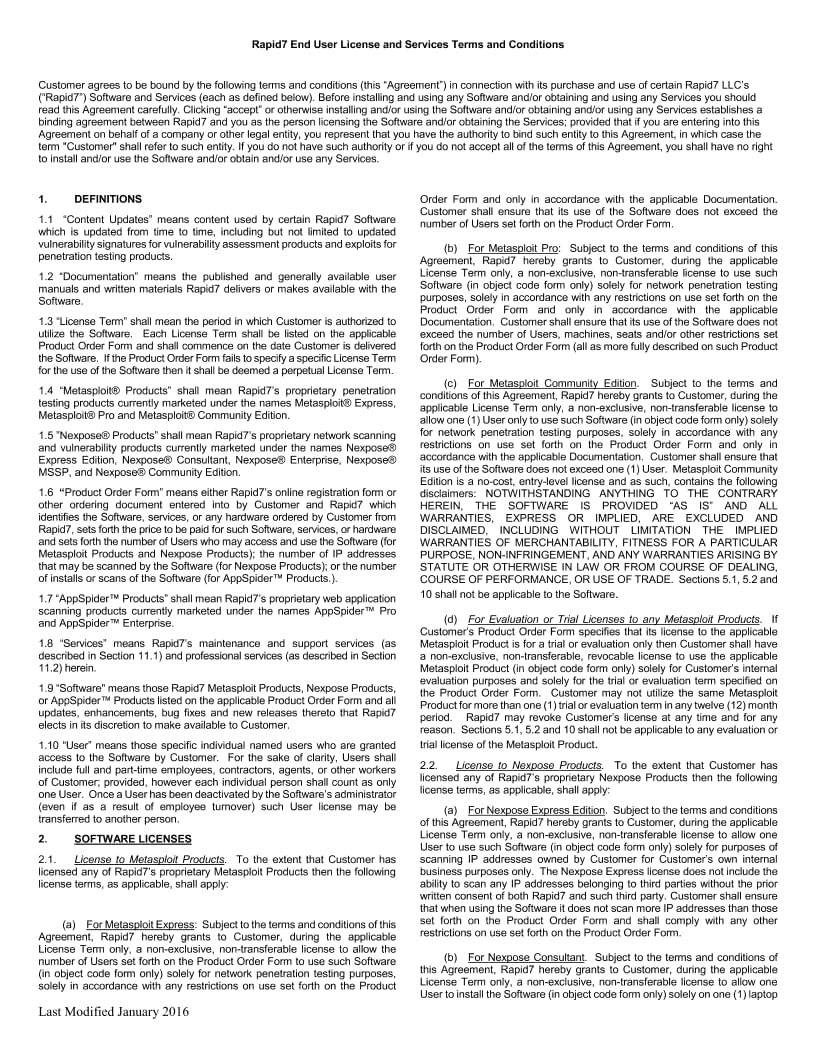 Rapid7 End User License and Services Terms and Conditions
Customer agrees to be bound by the following terms and conditions (this “Agreement”) in connection with its purchase and use of certain Rapid7 LLC’s
(“Rapid7”) Software and Services (each as defined below). Before installing and using any Software and/or obtaining and using any Services you should
read this Agreement carefully. Clicking “accept” or otherwise installing and/or using the Software and/or obtaining and/or using any Services establishes a
binding agreement between Rapid7 and you as the person licensing the Software and/or obtaining the Services; provided that if you are entering into this
Agreement on behalf of a company or other legal entity, you represent that you have the authority to bind such entity to this Agreement, in which case the
term "Customer" shall refer to such entity. If you do not have such authority or if you do not accept all of the terms of this Agreement, you shall have no right
to install and/or use the Software and/or obtain and/or use any Services.
1. DEFINITIONS
1.1 “Content Updates” means content used by certain Rapid7 Software
which is updated from time to time, including but not limited to updated
vulnerability signatures for vulnerability assessment products and exploits for
penetration testing products.
1.2 “Documentation” means the published and generally available user
manuals and written materials Rapid7 delivers or makes available with the
Software.
1.3 “License Term” shall mean the period in which Customer is authorized to
utilize the Software. Each License Term shall be listed on the applicable
Product Order Form and shall commence on the date Customer is delivered
the Software. If the Product Order Form fails to specify a specific License Term
for the use of the Software then it shall be deemed a perpetual License Term.
1.4 “Metasploit® Products” shall mean Rapid7’s proprietary penetration
testing products currently marketed under the names Metasploit® Express,
Metasploit® Pro and Metasploit® Community Edition.
1.5 ”Nexpose® Products” shall mean Rapid7’s proprietary network scanning
and vulnerability products currently marketed under the names Nexpose®
Express Edition, Nexpose® Consultant, Nexpose® Enterprise, Nexpose®
MSSP, and Nexpose® Community Edition.
1.6 “Product Order Form” means either Rapid7’s online registration form or
other ordering document entered into by Customer and Rapid7 which
identifies the Software, services, or any hardware ordered by Customer from
Rapid7, sets forth the price to be paid for such Software, services, or hardware
and sets forth the number of Users who may access and use the Software (for
Metasploit Products and Nexpose Products); the number of IP addresses
that may be scanned by the Software (for Nexpose Products); or the number
of installs or scans of the Software (for AppSpider™ Products.).
1.7 “AppSpider™ Products” shall mean Rapid7’s proprietary web application
scanning products currently marketed under the names AppSpider™ Pro
and AppSpider™ Enterprise.
1.8 “Services” means Rapid7’s maintenance and support services (as
described in Section 11.1) and professional services (as described in Section
11.2) herein.
1.9 “Software" means those Rapid7 Metasploit Products, Nexpose Products,
or AppSpider™ Products listed on the applicable Product Order Form and all
updates, enhancements, bug fixes and new releases thereto that Rapid7
elects in its discretion to make available to Customer.
1.10 “User” means those specific individual named users who are granted
access to the Software by Customer. For the sake of clarity, Users shall
include full and part-time employees, contractors, agents, or other workers
of Customer; provided, however each individual person shall count as only
one User. Once a User has been deactivated by the Software’s administrator
(even if as a result of employee turnover) such User license may be
transferred to another person.
2. SOFTWARE LICENSES
2.1. License to Metasploit Products. To the extent that Customer has
licensed any of Rapid7’s proprietary Metasploit Products then the following
license terms, as applicable, shall apply:
(a) For Metasploit Express: Subject to the terms and conditions of this
Agreement, Rapid7 hereby grants to Customer, during the applicable
License Term only, a non-exclusive, non-transferable license to allow the
number of Users set forth on the Product Order Form to use such Software
(in object code form only) solely for network penetration testing purposes,
solely in accordance with any restrictions on use set forth on the Product
Order Form and only in accordance with the applicable Documentation.
Customer shall ensure that its use of the Software does not exceed the
number of Users set forth on the Product Order Form.
(b) For Metasploit Pro: Subject to the terms and conditions of this
Agreement, Rapid7 hereby grants to Customer, during the applicable
License Term only, a non-exclusive, non-transferable license to use such
Software (in object code form only) solely for network penetration testing
purposes, solely in accordance with any restrictions on use set forth on the
Product Order Form and only in accordance with the applicable
Documentation. Customer shall ensure that its use of the Software does not
exceed the number of Users, machines, seats and/or other restrictions set
forth on the Product Order Form (all as more fully described on such Product
Order Form).
(c) For Metasploit Community Edition. Subject to the terms and
conditions of this Agreement, Rapid7 hereby grants to Customer, during the
applicable License Term only, a non-exclusive, non-transferable license to
allow one (1) User only to use such Software (in object code form only) solely
for network penetration testing purposes, solely in accordance with any
restrictions on use set forth on the Product Order Form and only in
accordance with the applicable Documentation. Customer shall ensure that
its use of the Software does not exceed one (1) User. Metasploit Community
Edition is a no-cost, entry-level license and as such, contains the following
disclaimers: NOTWITHSTANDING ANYTHING TO THE CONTRARY
HEREIN, THE SOFTWARE IS PROVIDED “AS IS” AND ALL
WARRANTIES, EXPRESS OR IMPLIED, ARE EXCLUDED AND
DISCLAIMED, INCLUDING WITHOUT LIMITATION THE IMPLIED
WARRANTIES OF MERCHANTABILITY, FITNESS FOR A PARTICULAR
PURPOSE, NON-INFRINGEMENT, AND ANY WARRANTIES ARISING BY
STATUTE OR OTHERWISE IN LAW OR FROM COURSE OF DEALING,
COURSE OF PERFORMANCE, OR USE OF TRADE. Sections 5.1, 5.2 and
10 shall not be applicable to the Software.
(d) For Evaluation or Trial Licenses to any Metasploit Products. If
Customer’s Product Order Form specifies that its license to the applicable
Metasploit Product is for a trial or evaluation only then Customer shall have
a non-exclusive, non-transferable, revocable license to use the applicable
Metasploit Product (in object code form only) solely for Customer’s internal
evaluation purposes and solely for the trial or evaluation term specified on
the Product Order Form. Customer may not utilize the same Metasploit
Product for more than one (1) trial or evaluation term in any twelve (12) month
period. Rapid7 may revoke Customer’s license at any time and for any
reason. Sections 5.1, 5.2 and 10 shall not be applicable to any evaluation or
trial license of the Metasploit Product.
2.2. License to Nexpose Products. To the extent that Customer has
licensed any of Rapid7’s proprietary Nexpose Products then the following
license terms, as applicable, shall apply:
(a) For Nexpose Express Edition. Subject to the terms and conditions
of this Agreement, Rapid7 hereby grants to Customer, during the applicable
License Term only, a non-exclusive, non-transferable license to allow one
User to use such Software (in object code form only) solely for purposes of
scanning IP addresses owned by Customer for Customer’s own internal
business purposes only. The Nexpose Express license does not include the
ability to scan any IP addresses belonging to third parties without the prior
written consent of both Rapid7 and such third party. Customer shall ensure
that when using the Software it does not scan more IP addresses than those
set forth on the Product Order Form and shall comply with any other
restrictions on use set forth on the Product Order Form.
(b) For Nexpose Consultant. Subject to the terms and conditions of
this Agreement, Rapid7 hereby grants to Customer, during the applicable
License Term only, a non-exclusive, non-transferable license to allow one
User to install the Software (in object code form only) solely on one (1) laptop
Last Modified January 2016